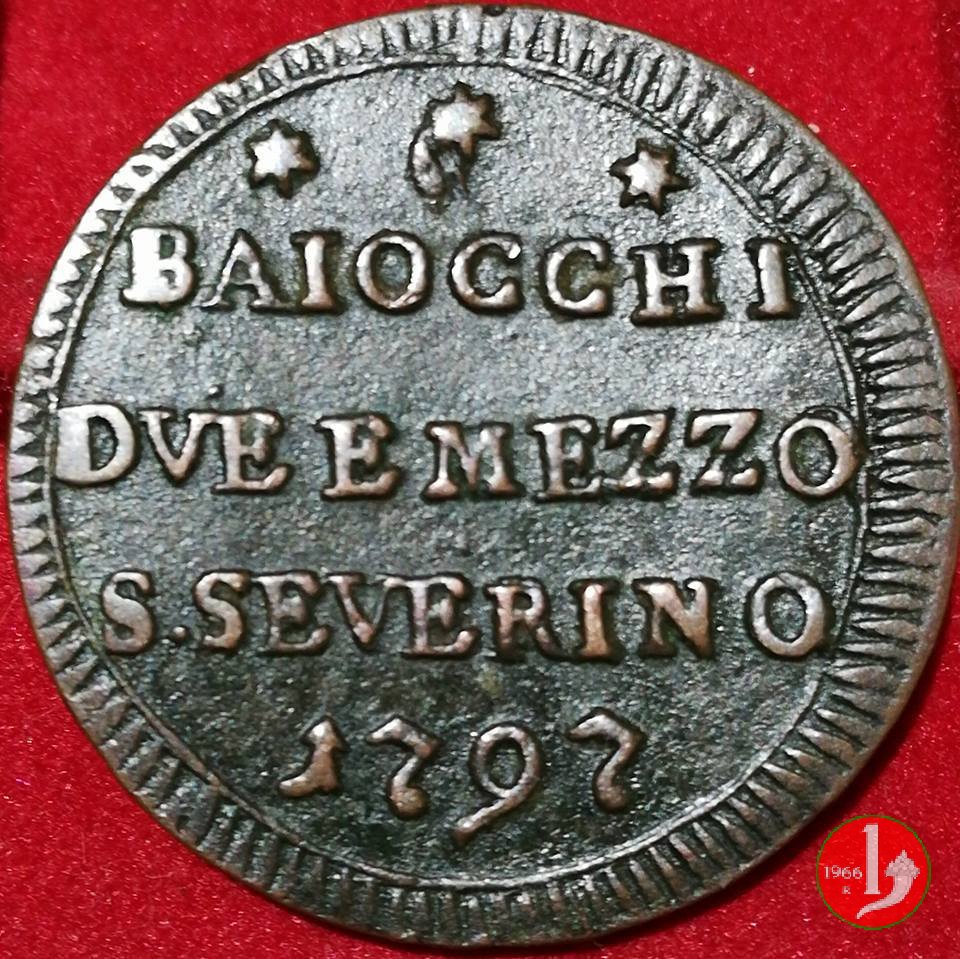 BAIOCCHI
DVE E MEZZO
S. SEVERINO
1797
1966
R